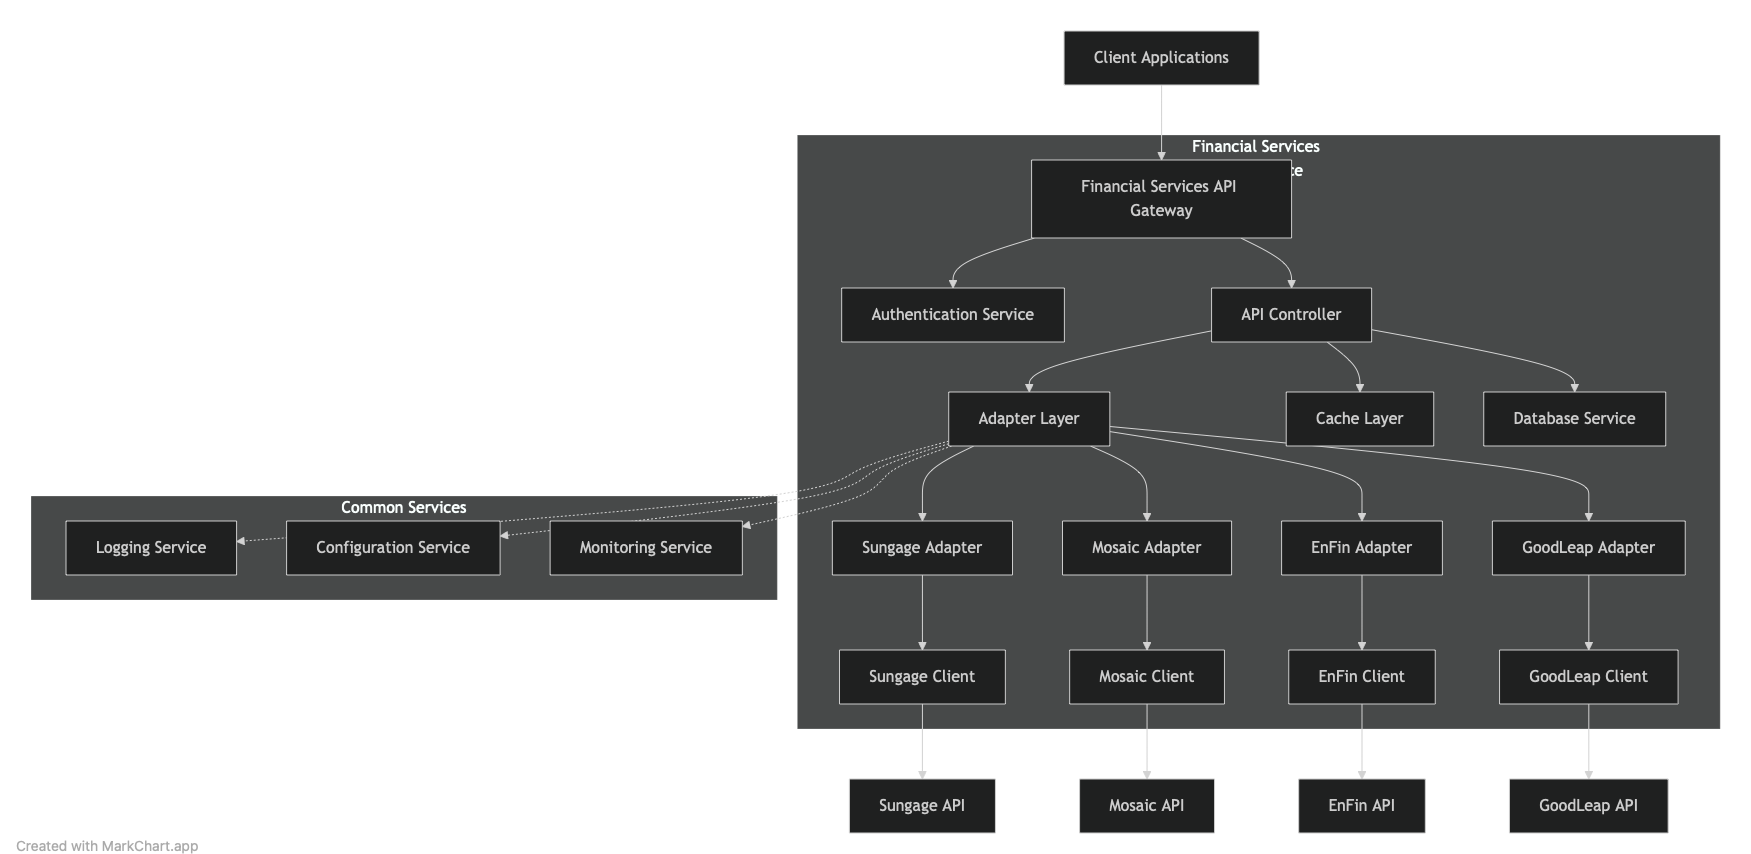 Client Applications
Financial Services
ce
Financial Services API
Gateway
Authentication Service
API Controller
Adapter Layer
Cache Layer
Database Service
Common Services
Logging Service
Configuration Service
Monitoring Service
Sungage Adapter
Mosaic Adapter
EnFin Adapter
GoodLeap Adapter
Sungage Client
Mosaic Client
EnFin Client
GoodLeap Client
Sungage API
Mosaic API
EnFin API
GoodLeap API
Created with MarkChart.app